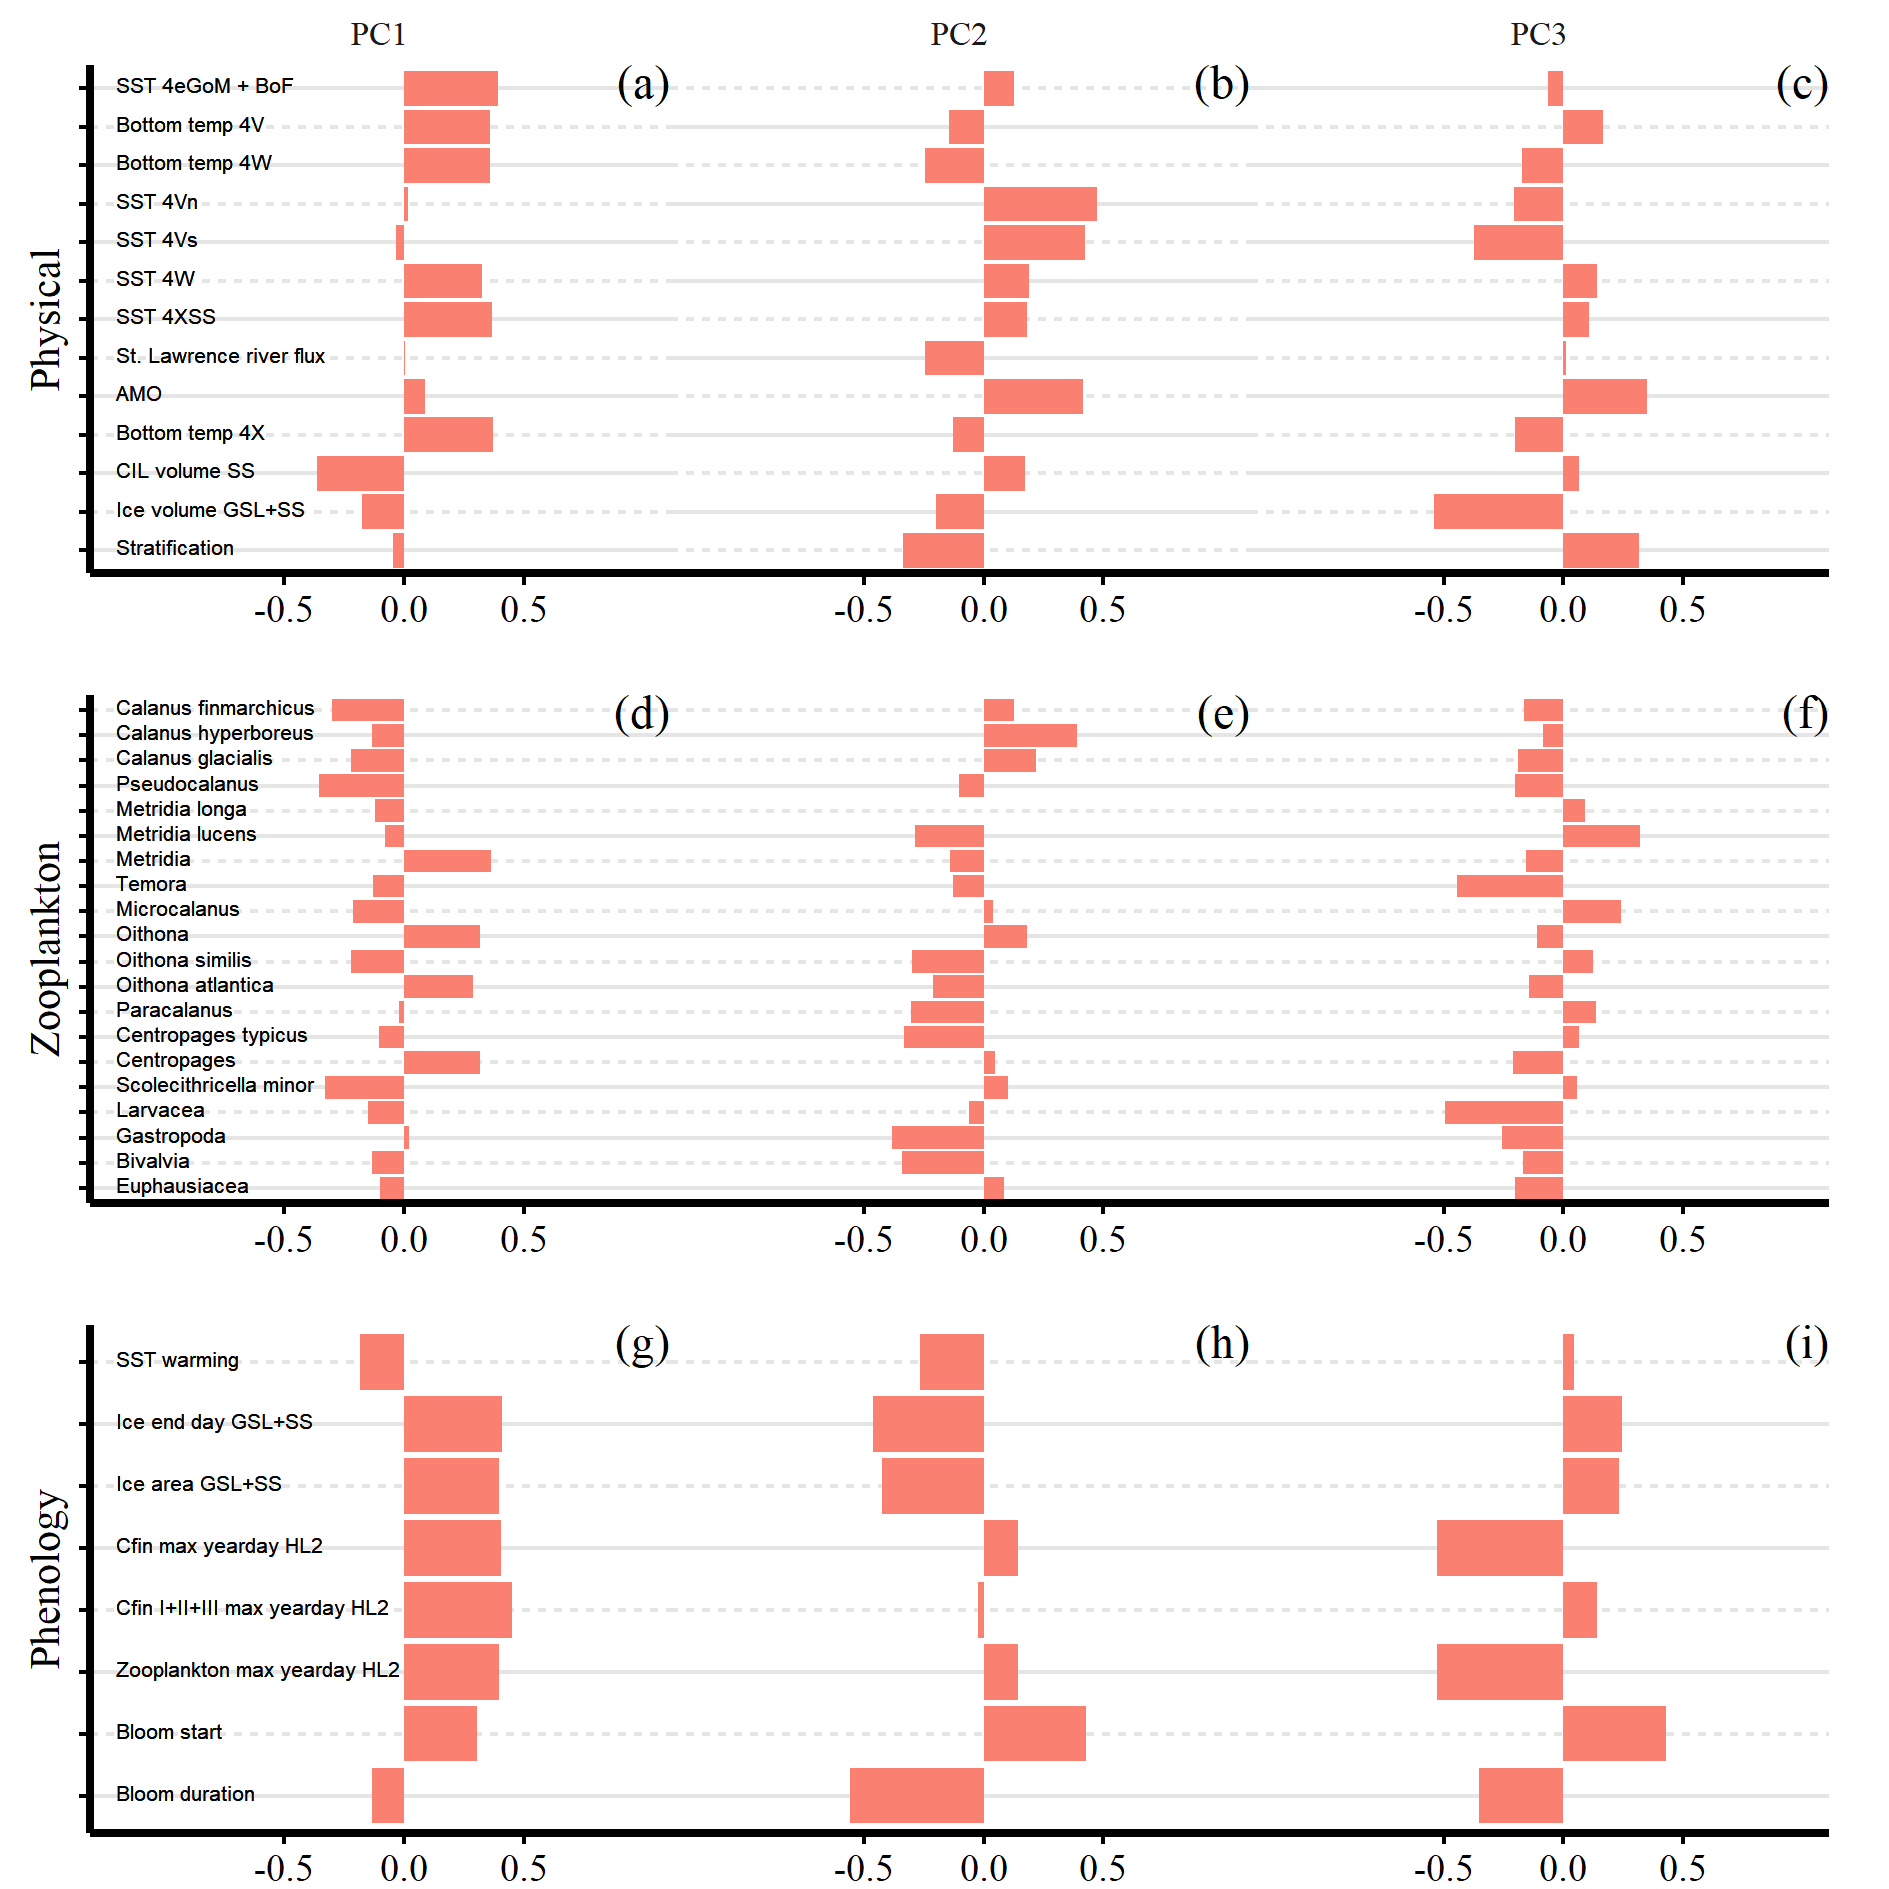 PC1 PC2 PC3
Physical
(a) (b) (c)
SST 4eGoM + BoF
Bottom temp 4V
Bottom temp 4W
SST 4Vn
SST 4Vs
SST 4W
SST 4XSS
St. Lawrence river flux
AMO
Bottom temp 4X
CIL volume SS
Ice volume GSL+SS
Stratification
-0.5 0.0 0.5 -0.5 0.0 0.5 -0.5 0.0 0.5
Zooplankton
(d) (e) (f)
Calanus finmarchicus
Calanus hyperboreus
Calanus glacialis
Pseudocalanus
Metridia longa
Metridia lucens
Metridia
Temora
Microcalanus
Oithona
Oithona similis
Oithona atlantica
Paracalanus
Centropages typicus
Centropages
Scolecithricella minor
Larvacea
Gastropoda
Bivalvia
Euphausiacea
-0.5 0.0 0.5 -0.5 0.0 0.5 -0.5 0.0 0.5
Phenology
(g) (h) (i)
SST warming
Ice end day GSL+SS
Ice area GSL+SS
Cfin max yearday HL2
Cfin I+II+III max yearday HL2
Zooplankton max yearday HL2
Bloom start
Bloom duration
-0.5 0.0 0.5 -0.5 0.0 0.5 -0.5 0.0 0.5